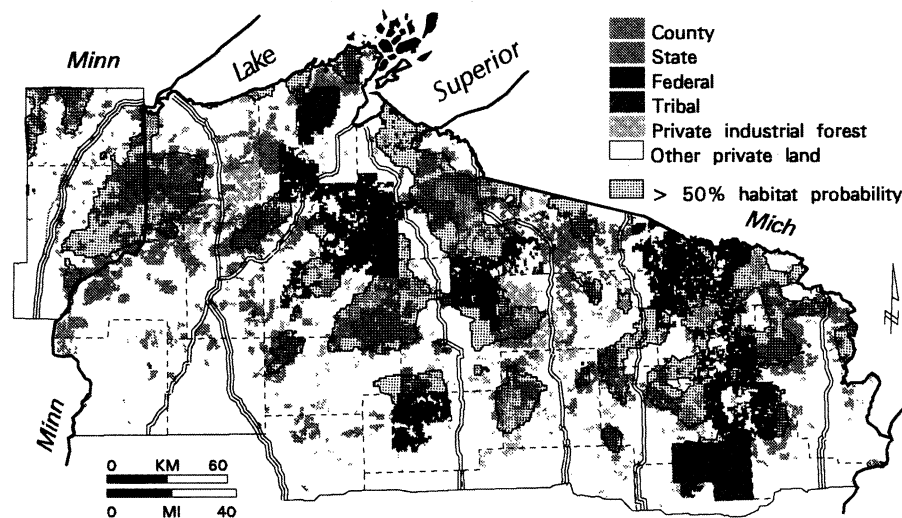 Minn
Lake
Superior
County
State
Federal
Tribal
Private industrial forest
Other private land
> 50% habitat probability
Mich
N
Minn
0 KM 60
0 MI 40